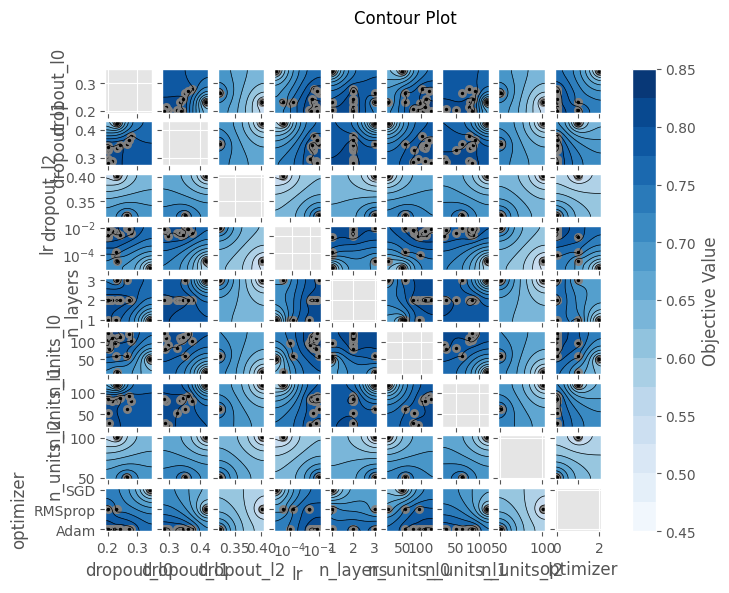 Contour Plot
dropout_l0
0.3
0.2
dropout_l1
0.4
0.3
dropout_l2
0.40
0.35
lr
10⁻²
10⁻⁴
n_layers
3
2
1
n_units_l0
100
50
n_units_l1
100
50
n_units_l2
100
50
optimizer
SGD
RMSprop
Adam
0.2 0.3 0.3 0.4 0.35 0.40 10⁻⁴ 10⁻² 1 2 3 50 100 50 100 50 100 0 2
dropout_l0 dropout_l1 dropout_l2 lr n_layers n_units_l0 n_units_l1 n_units_l2 optimizer
0.85
0.80
0.75
0.70
0.65
0.60
0.55
0.50
0.45
Objective Value